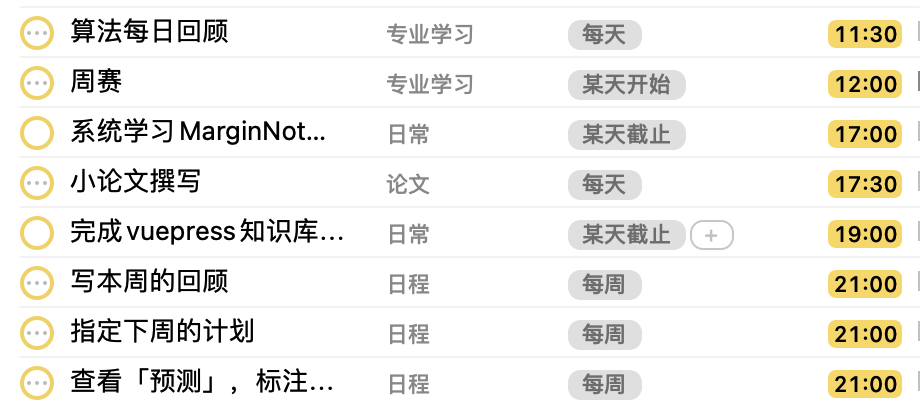 算法每日回顾 专业学习 每天 11:30
周赛 专业学习 某天开始 12:00
系统学习 MarginNot... 日常 某天截止 17:00
小论文撰写 论文 每天 17:30
完成 vuepress 知识库... 日常 某天截止 + 19:00
写本周的回顾 日程 每周 21:00
指定下周的计划 日程 每周 21:00
查看「预测」，标注... 日程 每周 21:00